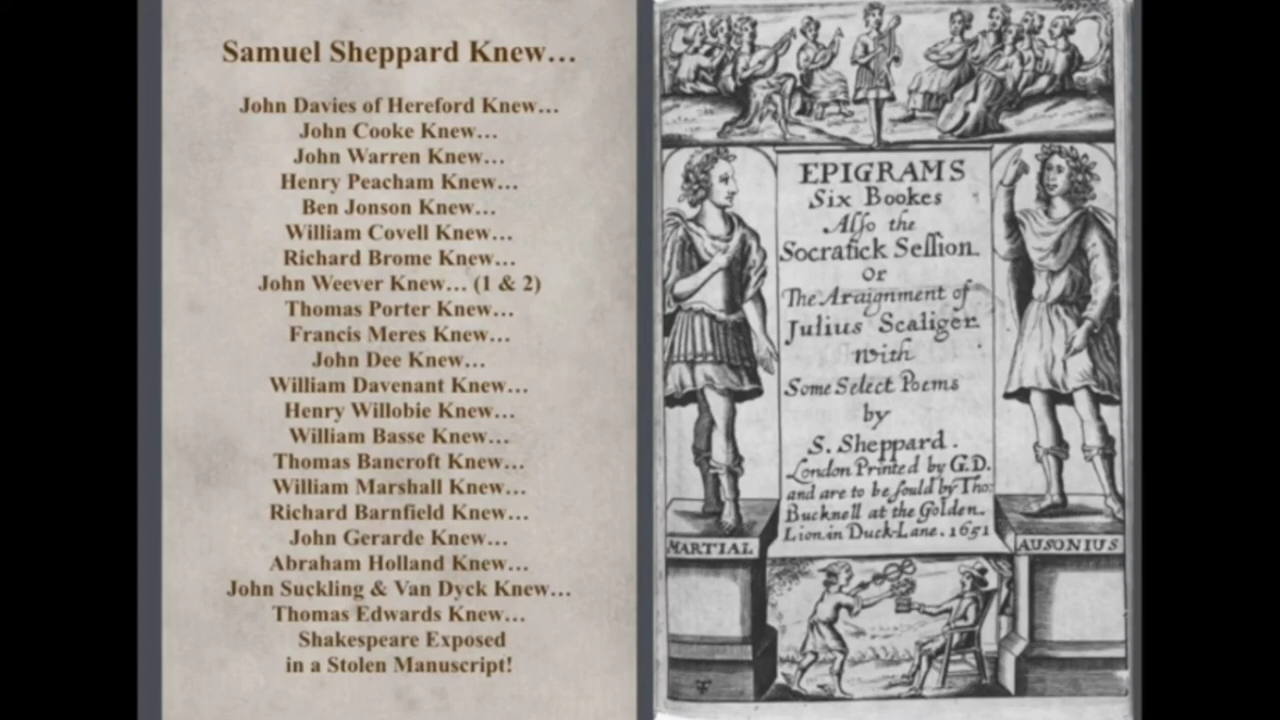 Samuel Sheppard Knew…
John Davies of Hereford Knew…
John Cooke Knew…
John Warren Knew…
Henry Peacham Knew…
Ben Jonson Knew…
William Covell Knew…
Richard Brome Knew…
John Weever Knew… (1 & 2)
Thomas Porter Knew…
Francis Meres Knew…
John Dee Knew…
William Davenant Knew…
Henry Willobie Knew…
William Basse Knew…
Thomas Bancroft Knew…
William Marshall Knew…
Richard Barnfield Knew…
John Gerarde Knew…
Abraham Holland Knew…
John Suckling & Van Dyck Knew…
Thomas Edwards Knew…
Shakespeare Exposed
in a Stolen Manuscript!
EPIGRAMS
Six Bookes
Alſo the
Socratick Seſſion.
or
The Araignment of
Julius Scaliger
with
Some Select Poems
by
S. Sheppard.
London Printed by G.D.
and are to be ſould by Tho:
Bucknell at the Golden
Lion in Duck-Lane. 1651
MARTIAL
AUSONIUS